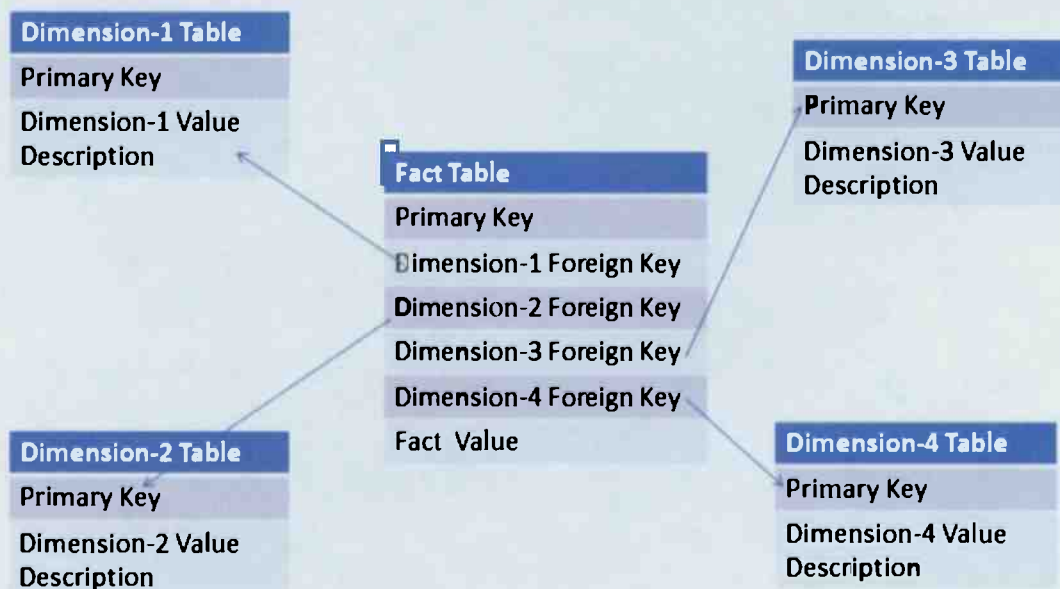 Dimension-1 Table
Primary Key
Dimension-1 Value
Description
Fact Table
Primary Key
Dimension-1 Foreign Key
Dimension-2 Foreign Key
Dimension-3 Foreign Key
Dimension-4 Foreign Key
Fact Value
Dimension-2 Table
Primary Key
Dimension-2 Value
Description
Dimension-3 Table
Primary Key
Dimension-3 Value
Description
Dimension-4 Table
Primary Key
Dimension-4 Value
Description